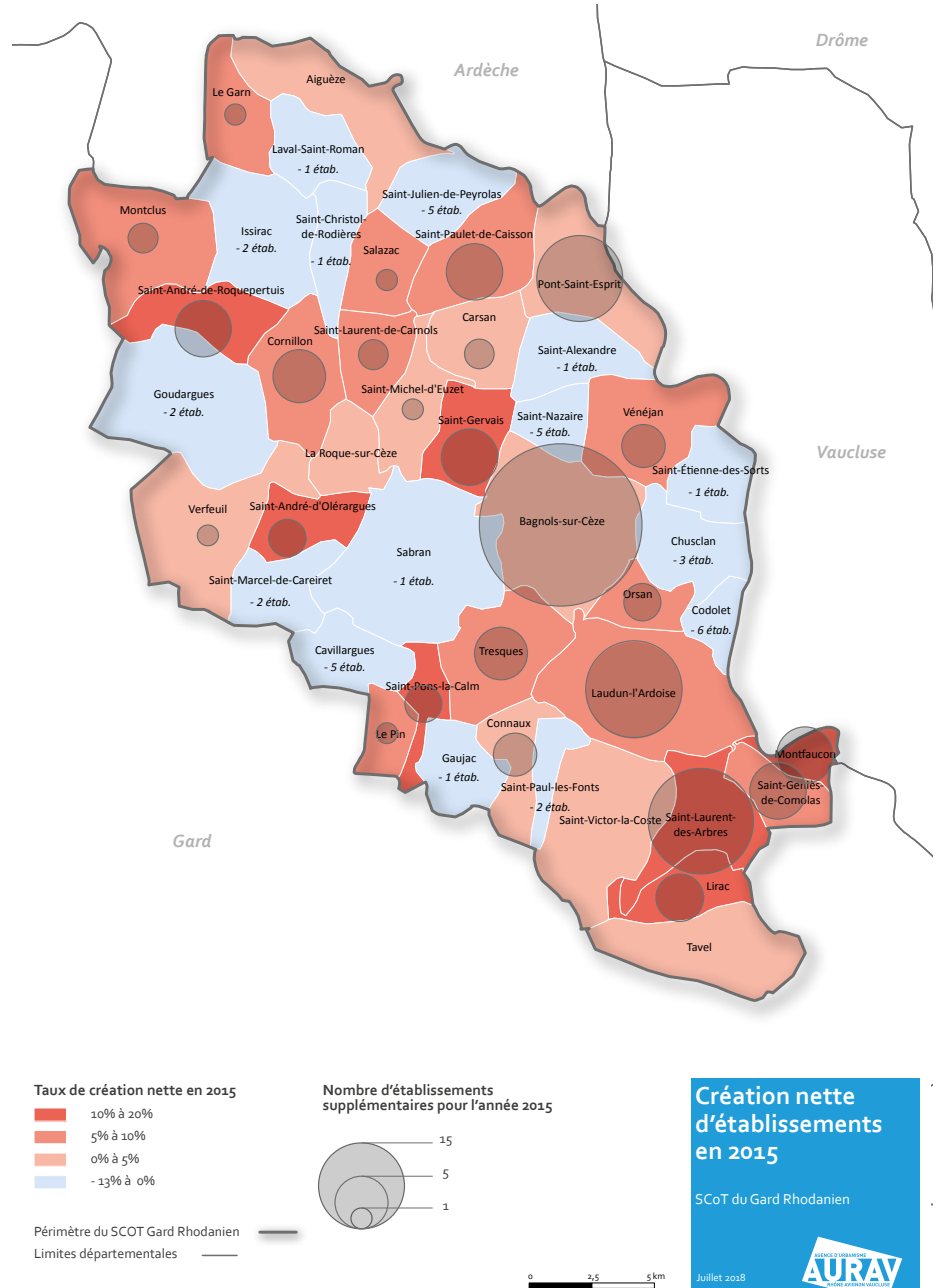 Drôme
Ardèche
Aiguèze
Le Garn
Laval-Saint-Roman
- 1 étab.
Saint-Julien-de-Peyrolas
- 5 étab.
Montclus
Issirac
- 2 étab.
Saint-Christol-
de-Rodières
- 1 étab.
Salazac
Saint-Paulet-de-Caisson
Pont-Saint-Esprit
Saint-André-de-Roquepertuis
Cornillon
Saint-Laurent-de-Carnols
Carsan
Saint-Alexandre
- 1 étab.
Goudargues
- 2 étab.
Saint-Michel-d'Euzet
Saint-Gervais
Saint-Nazaire
- 5 étab.
Vénéjan
La Roque-sur-Cèze
Saint-Étienne-des-Sorts
- 1 étab.
Vaucluse
Verfeuil
Saint-André-d'Olérargues
Bagnols-sur-Cèze
Chusclan
- 3 étab.
Sabran
- 1 étab.
Saint-Marcel-de-Careiret
- 2 étab.
Orsan
Codolet
- 6 étab.
Cavillargues
- 5 étab.
Tresques
Saint-Pons-la-Calm
Laudun-l'Ardoise
Le Pin
Connaux
Gaujac
- 1 étab.
Montfaucon
Saint-Geniès-
de-Comolas
Saint-Paul-les-Fonts
- 2 étab.
Saint-Victor-la-Coste
Saint-Laurent-
des-Arbres
Gard
Lirac
Tavel
Taux de création nette en 2015
10% à 20%
5% à 10%
0% à 5%
- 13% à 0%
Périmètre du SCOT Gard Rhodanien
Limites départementales
Nombre d'établissements
supplémentaires pour l'année 2015
15
5
1
0 2,5 5 km
Création nette
d'établissements
en 2015
SCoT du Gard Rhodanien
Juillet 2018
AGENCE D'URBANISME
AURAV
RHÔNE AVIGNON VAUCLUSE